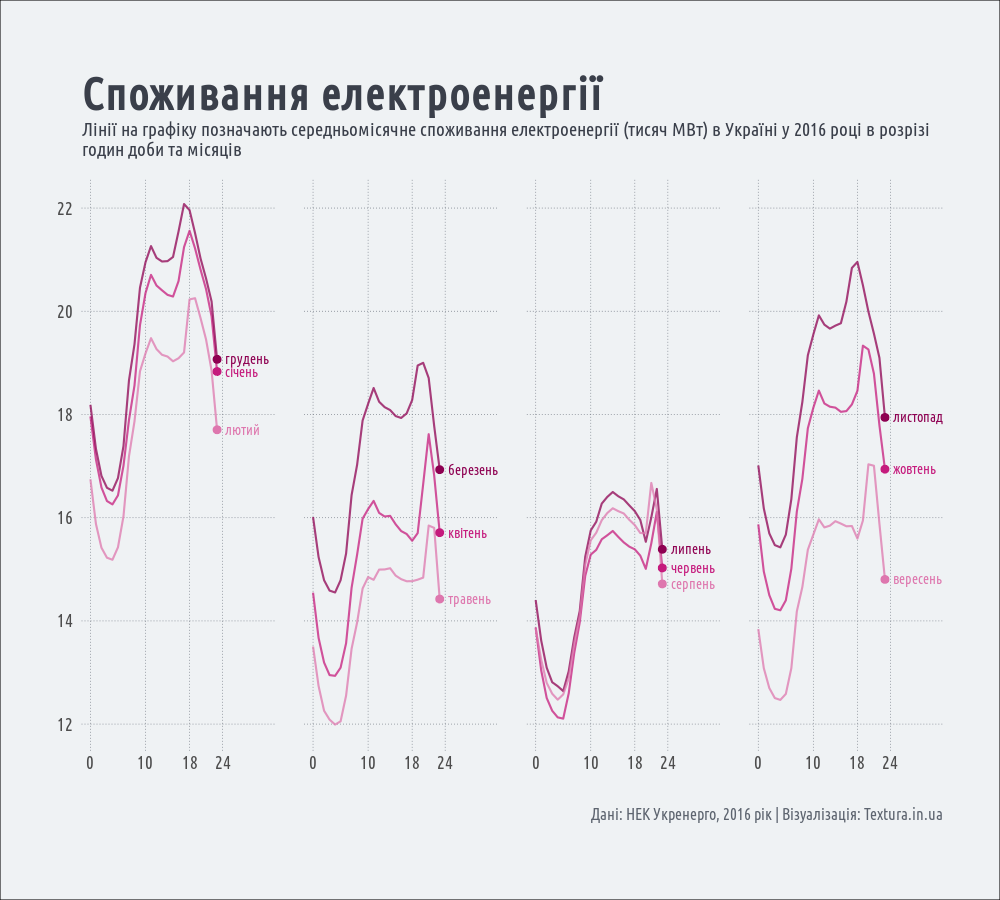 Споживання електроенергії
Лінії на графіку позначають середньомісячне споживання електроенергії (тисяч МВт) в Україні у 2016 році в розрізі
годин доби та місяців
22
20
18
16
14
12
грудень
січень
лютий
березень
квітень
травень
липень
червень
серпень
листопад
жовтень
вересень
0 10 18 24 0 10 18 24 0 10 18 24 0 10 18 24
Дані: НЕК Укренерго, 2016 рік | Візуалізація: Textura.in.ua